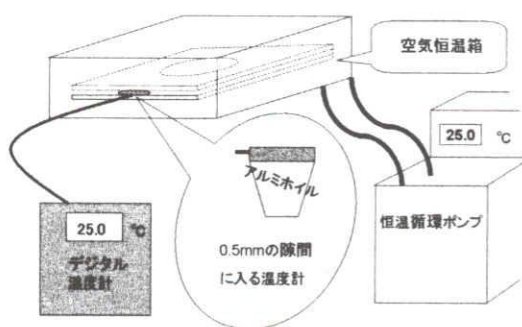 空気恒温箱
25.0 ℃
恒温循環ポンプ
アルミホイル
0.5mmの隙間
に入る温度計
25.0 ℃
デジタル
温度計